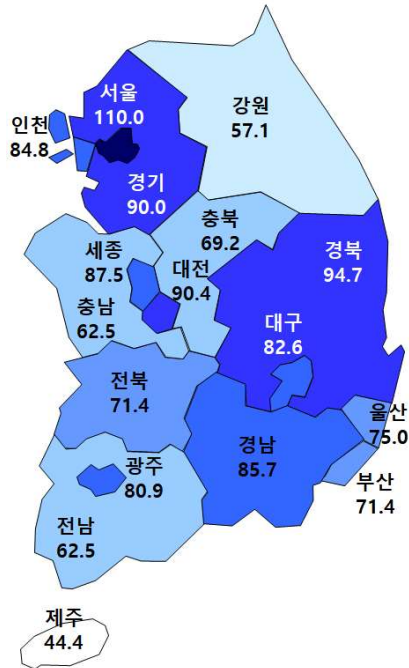 서울
110.0
강원
57.1
인천
84.8
경기
90.0
충북
69.2
세종
87.5
대전
90.4
경북
94.7
충남
62.5
대구
82.6
전북
71.4
울산
75.0
경남
85.7
광주
80.9
부산
71.4
전남
62.5
제주
44.4